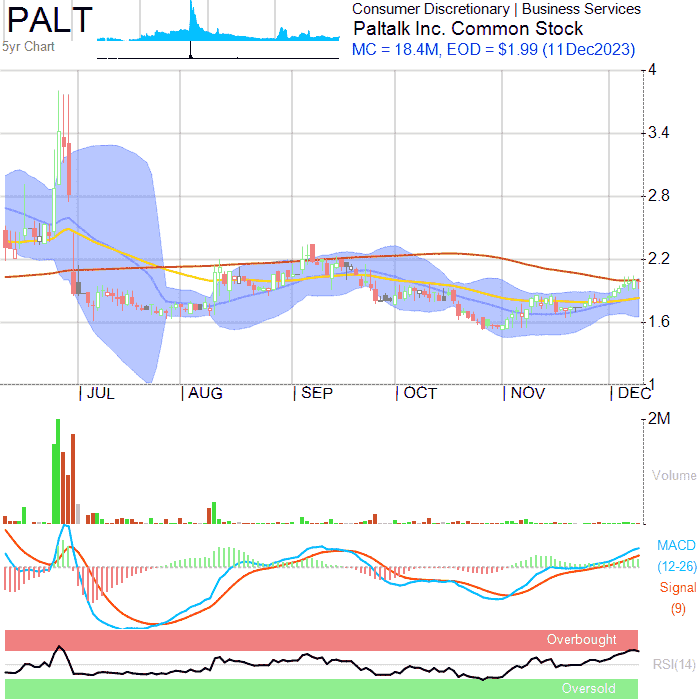 PALT
5yr Chart
Consumer Discretionary | Business Services
Paltalk Inc. Common Stock
MC = 18.4M, EOD = $1.99 (11Dec2023)
4
3.4
2.8
2.2
1.6
1
JUL
AUG
SEP
OCT
NOV
DEC
2M
Volume
MACD
(12-26)
Signal
(9)
Overbought
RSI(14)
Oversold